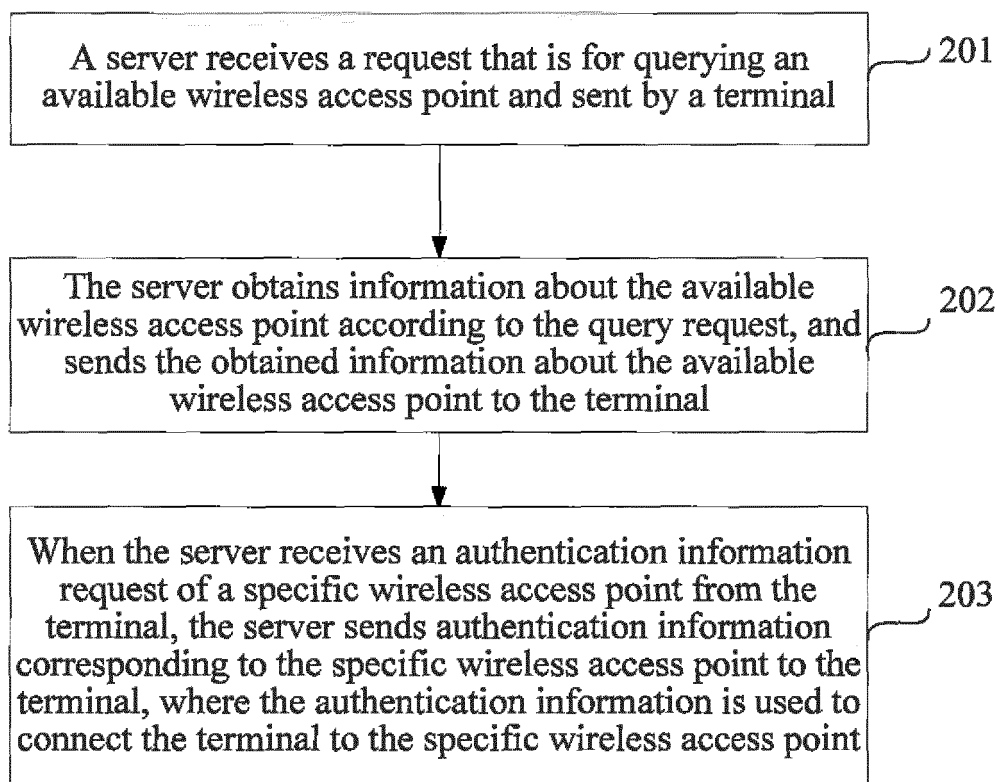 A server receives a request that is for querying an
available wireless access point and sent by a terminal
201
The server obtains information about the available
wireless access point according to the query request, and
sends the obtained information about the available
wireless access point to the terminal
202
When the server receives an authentication information
request of a specific wireless access point from the
terminal, the server sends authentication information
corresponding to the specific wireless access point to the
terminal, where the authentication information is used to
connect the terminal to the specific wireless access point
203